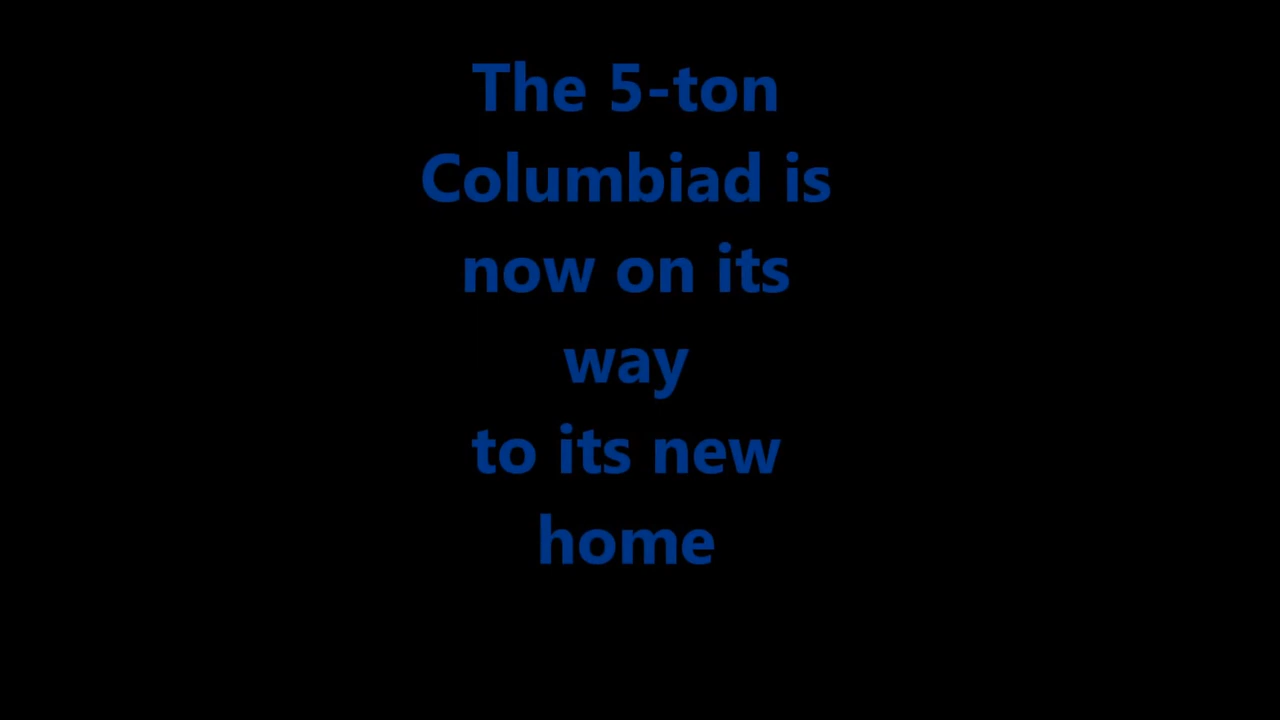 The 5-ton
Columbiad is
now on its
way
to its new
home